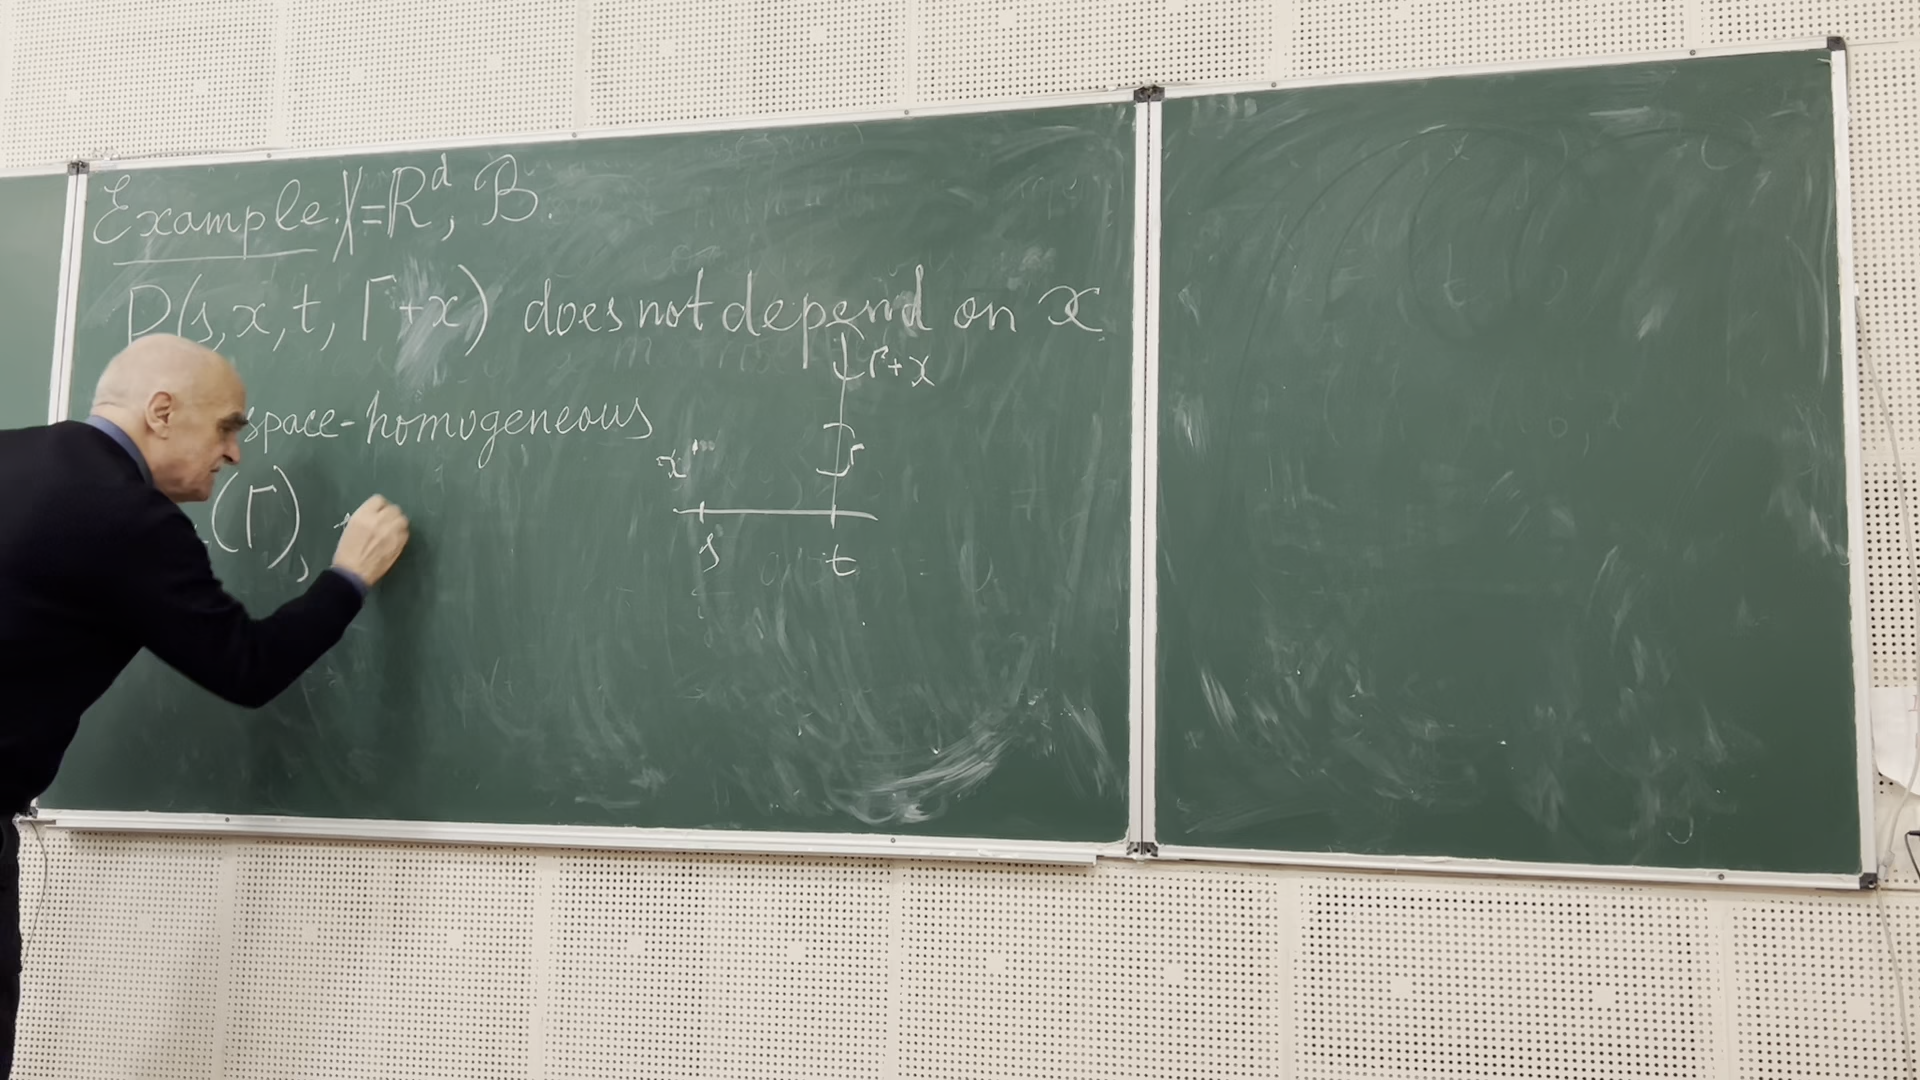 Example. X=R^d, B.
P(s,x,t, Γ+x) does not depend on x
Γ+x
space-homogeneous
x
Γ
(Γ),
s
t